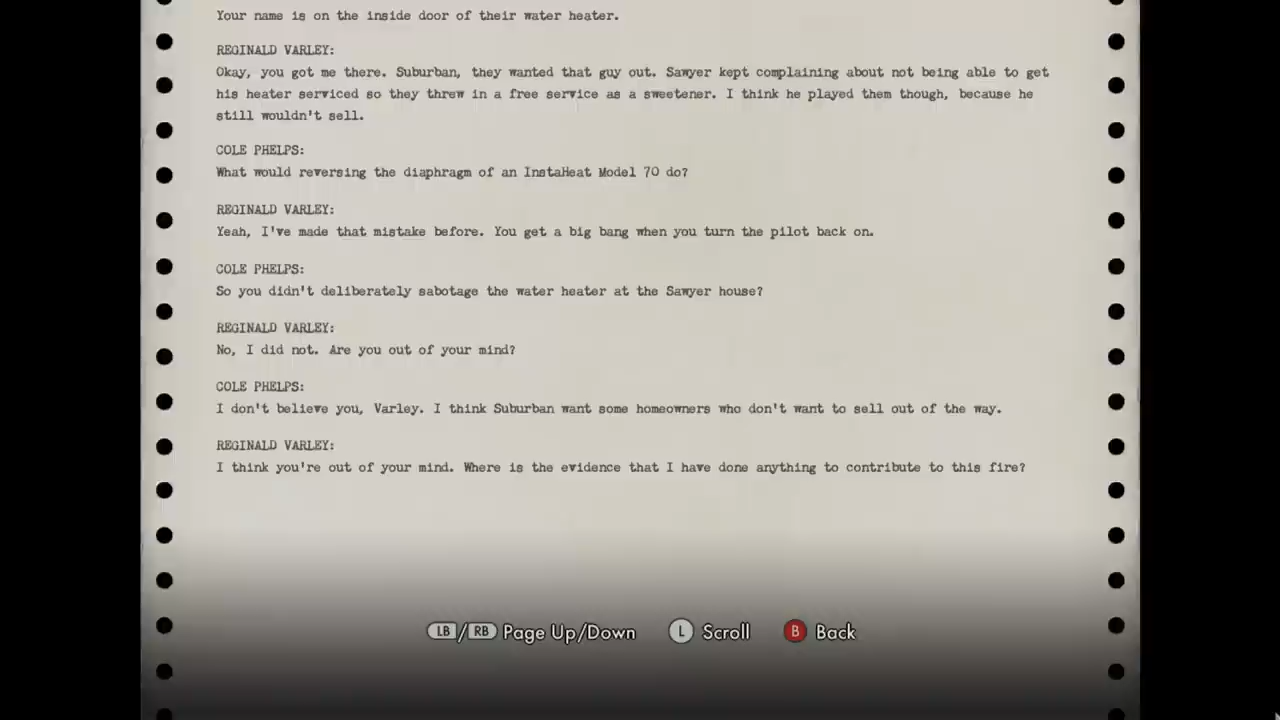 Your name is on the inside door of their water heater.
REGINALD VARLEY:
Okay, you got me there. Suburban, they wanted that guy out. Sawyer kept complaining about not being able to get
his heater serviced so they threw in a free service as a sweetener. I think he played them though, because he
still wouldn't sell.
COLE PHELPS:
What would reversing the diaphragm of an InstaHeat Model 70 do?
REGINALD VARLEY:
Yeah, I've made that mistake before. You get a big bang when you turn the pilot back on.
COLE PHELPS:
So you didn't deliberately sabotage the water heater at the Sawyer house?
REGINALD VARLEY:
No, I did not. Are you out of your mind?
COLE PHELPS:
I don't believe you, Varley. I think Suburban want some homeowners who don't want to sell out of the way.
REGINALD VARLEY:
I think you're out of your mind. Where is the evidence that I have done anything to contribute to this fire?
LB/RB Page Up/Down L Scroll B Back